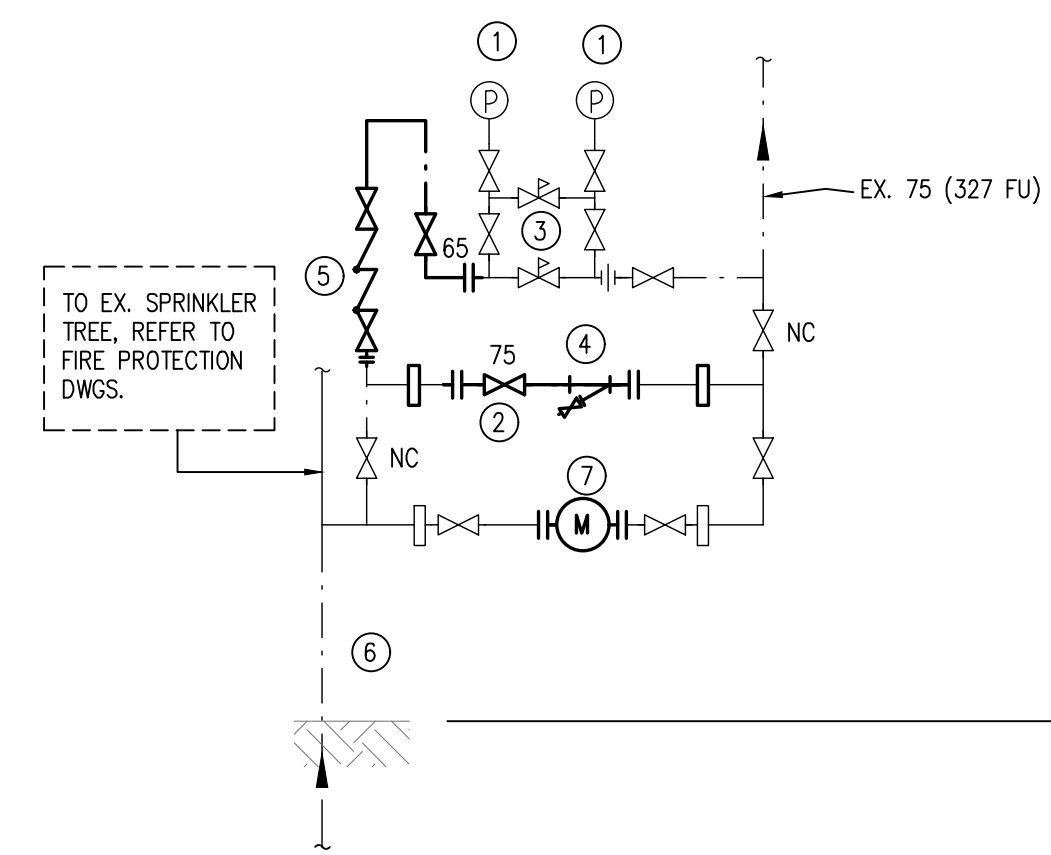 1
1
P
P
EX. 75 (327 FU)
3
65
5
TO EX. SPRINKLER
TREE, REFER TO
FIRE PROTECTION
DWGS.
NC
75
4
2
NC
7
M
6